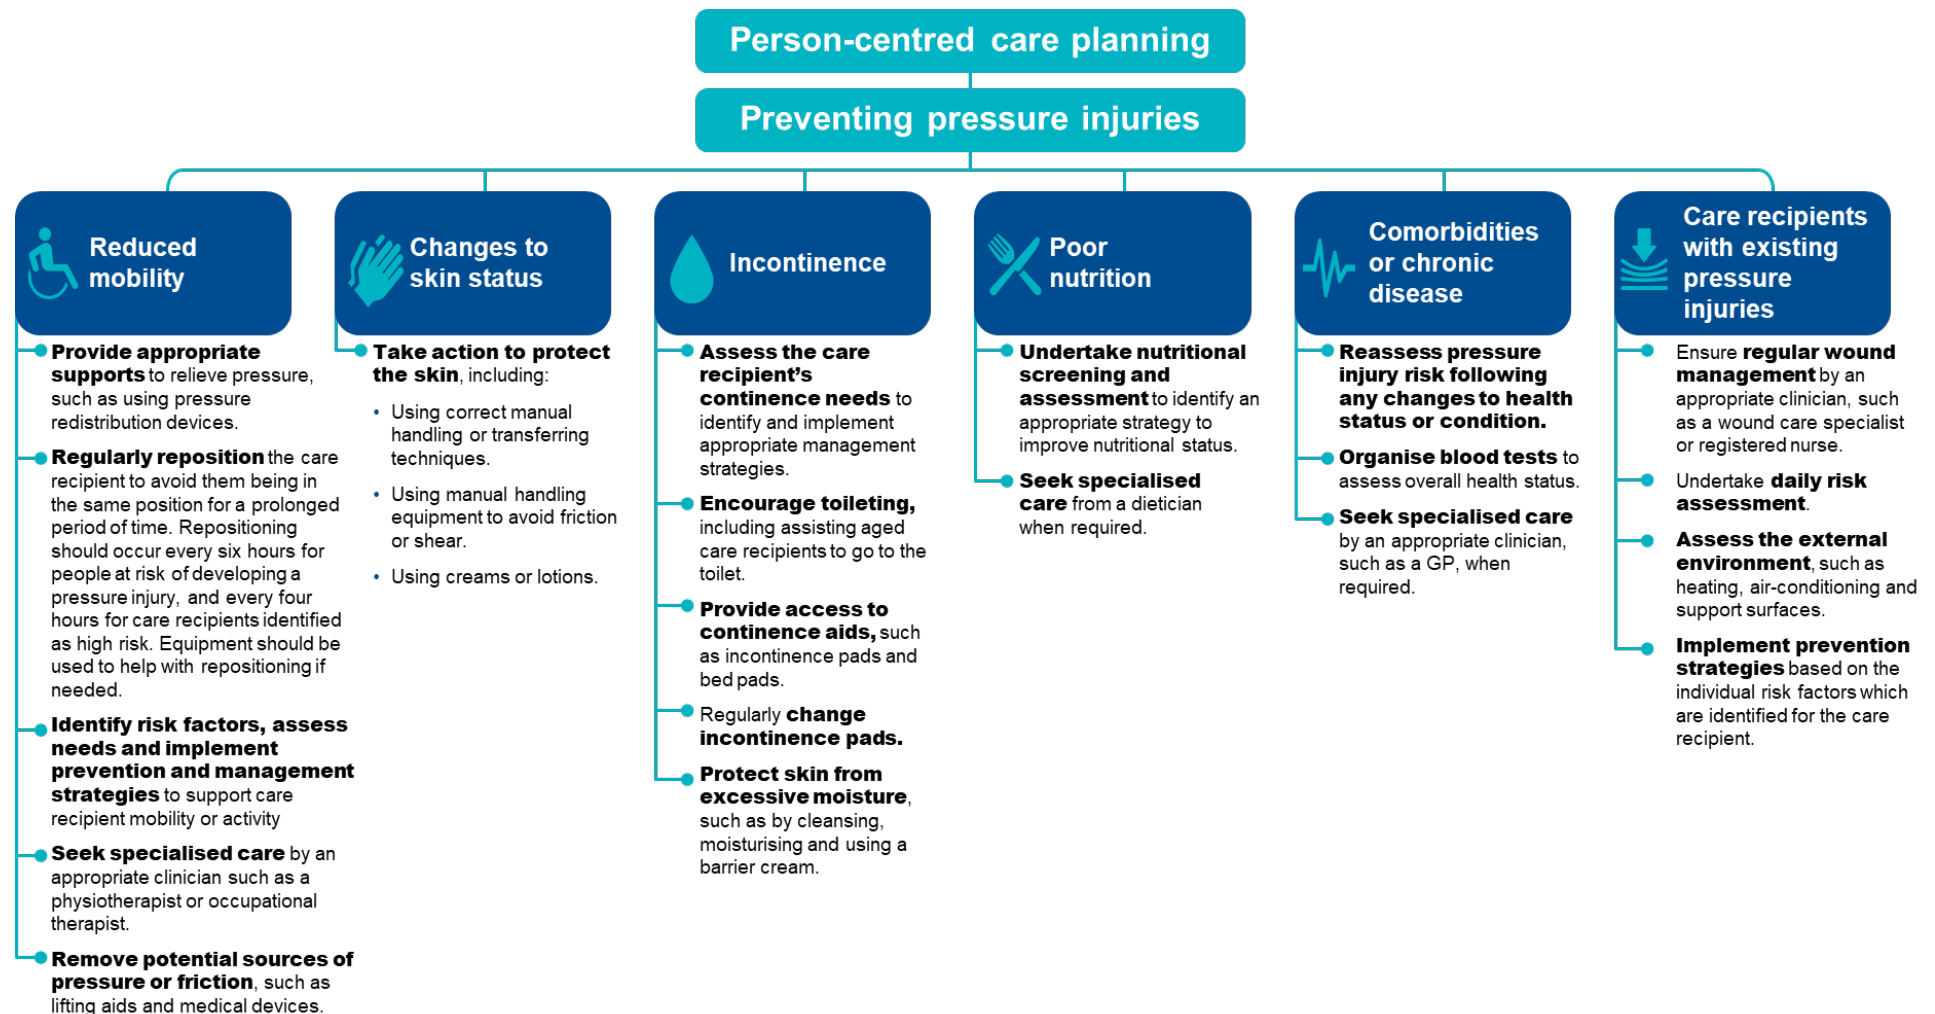 Person-centred care planning
Preventing pressure injuries
Reduced
mobility
Provide appropriate
supports to relieve pressure,
such as using pressure
redistribution devices.
Regularly reposition the care
recipient to avoid them being in
the same position for a prolonged
period of time. Repositioning
should occur every six hours for
people at risk of developing a
pressure injury, and every four
hours for care recipients identified
as high risk. Equipment should be
used to help with repositioning if
needed.
Identify risk factors, assess
needs and implement
prevention and management
strategies to support care
recipient mobility or activity
Seek specialised care by an
appropriate clinician such as a
physiotherapist or occupational
therapist.
Remove potential sources of
pressure or friction, such as
lifting aids and medical devices.
Changes to
skin status
Take action to protect
the skin, including:
• Using correct manual
handling or transferring
techniques.
• Using manual handling
equipment to avoid friction
or shear.
• Using creams or lotions.
Incontinence
Assess the care
recipient's
continence needs to
identify and implement
appropriate management
strategies.
Encourage toileting,
including assisting aged
care recipients to go to the
toilet.
Provide access to
continence aids, such
as incontinence pads and
bed pads.
Regularly change
incontinence pads.
Protect skin from
excessive moisture,
such as by cleansing,
moisturising and using a
barrier cream.
Poor
nutrition
Undertake nutritional
screening and
assessment to identify an
appropriate strategy to
improve nutritional status.
Seek specialised
care from a dietician
when required.
Comorbidities
or chronic
disease
Reassess pressure
injury risk following
any changes to health
status or condition.
Organise blood tests to
assess overall health status.
Seek specialised care
by an appropriate clinician,
such as a GP, when
required.
Care recipients
with existing
pressure
injuries
Ensure regular wound
management by an
appropriate clinician, such
as a wound care specialist
or registered nurse.
Undertake daily risk
assessment.
Assess the external
environment, such as
heating, air-conditioning and
support surfaces.
Implement prevention
strategies based on the
individual risk factors which
are identified for the care
recipient.